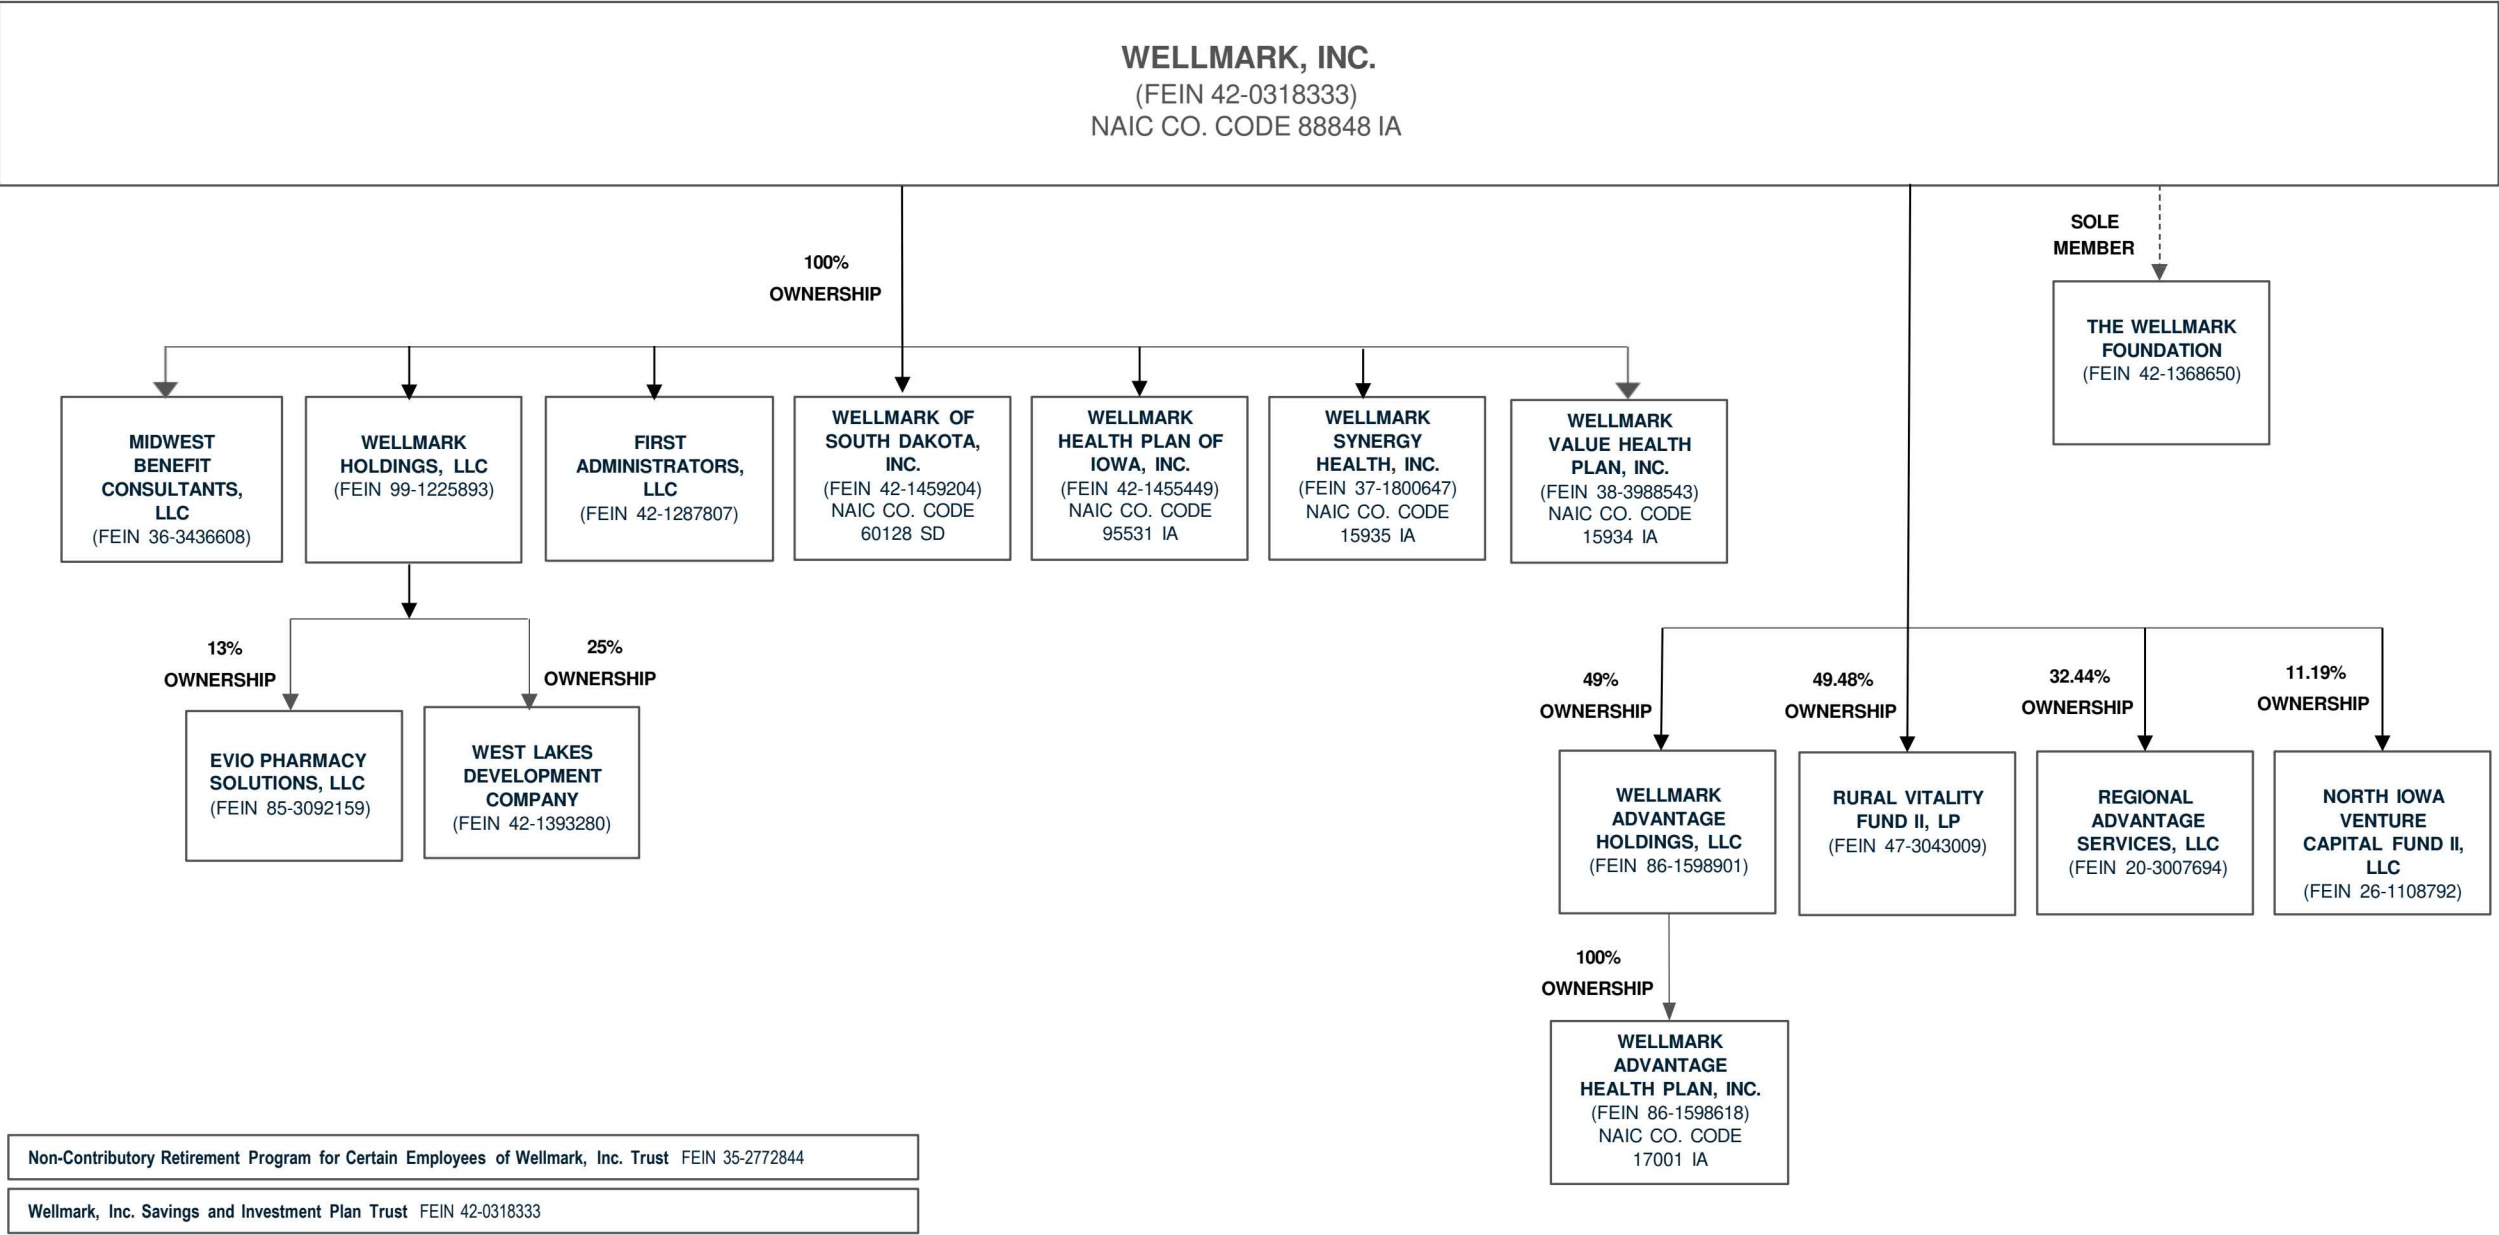 WELLMARK, INC.
(FEIN 42-0318333)
NAIC CO. CODE 88848 IA
SOLE
MEMBER
100%
OWNERSHIP
THE WELLMARK
FOUNDATION
(FEIN 42-1368650)
MIDWEST
BENEFIT
CONSULTANTS,
LLC
(FEIN 36-3436608)
WELLMARK
HOLDINGS, LLC
(FEIN 99-1225893)
FIRST
ADMINISTRATORS,
LLC
(FEIN 42-1287807)
WELLMARK OF
SOUTH DAKOTA,
INC.
(FEIN 42-1459204)
NAIC CO. CODE
60128 SD
WELLMARK
HEALTH PLAN OF
IOWA, INC.
(FEIN 42-1455449)
NAIC CO. CODE
95531 IA
WELLMARK
SYNERGY
HEALTH, INC.
(FEIN 37-1800647)
NAIC CO. CODE
15935 IA
WELLMARK
VALUE HEALTH
PLAN, INC.
(FEIN 38-3988543)
NAIC CO. CODE
15934 IA
13%
OWNERSHIP
25%
OWNERSHIP
49%
OWNERSHIP
49.48%
OWNERSHIP
32.44%
OWNERSHIP
11.19%
OWNERSHIP
EVIO PHARMACY
SOLUTIONS, LLC
(FEIN 85-3092159)
WEST LAKES
DEVELOPMENT
COMPANY
(FEIN 42-1393280)
WELLMARK
ADVANTAGE
HOLDINGS, LLC
(FEIN 86-1598901)
RURAL VITALITY
FUND II, LP
(FEIN 47-3043009)
REGIONAL
ADVANTAGE
SERVICES, LLC
(FEIN 20-3007694)
NORTH IOWA
VENTURE
CAPITAL FUND II,
LLC
(FEIN 26-1108792)
100%
OWNERSHIP
WELLMARK
ADVANTAGE
HEALTH PLAN, INC.
(FEIN 86-1598618)
NAIC CO. CODE
17001 IA
Non-Contributory Retirement Program for Certain Employees of Wellmark, Inc. Trust FEIN 35-2772844
Wellmark, Inc. Savings and Investment Plan Trust FEIN 42-0318333